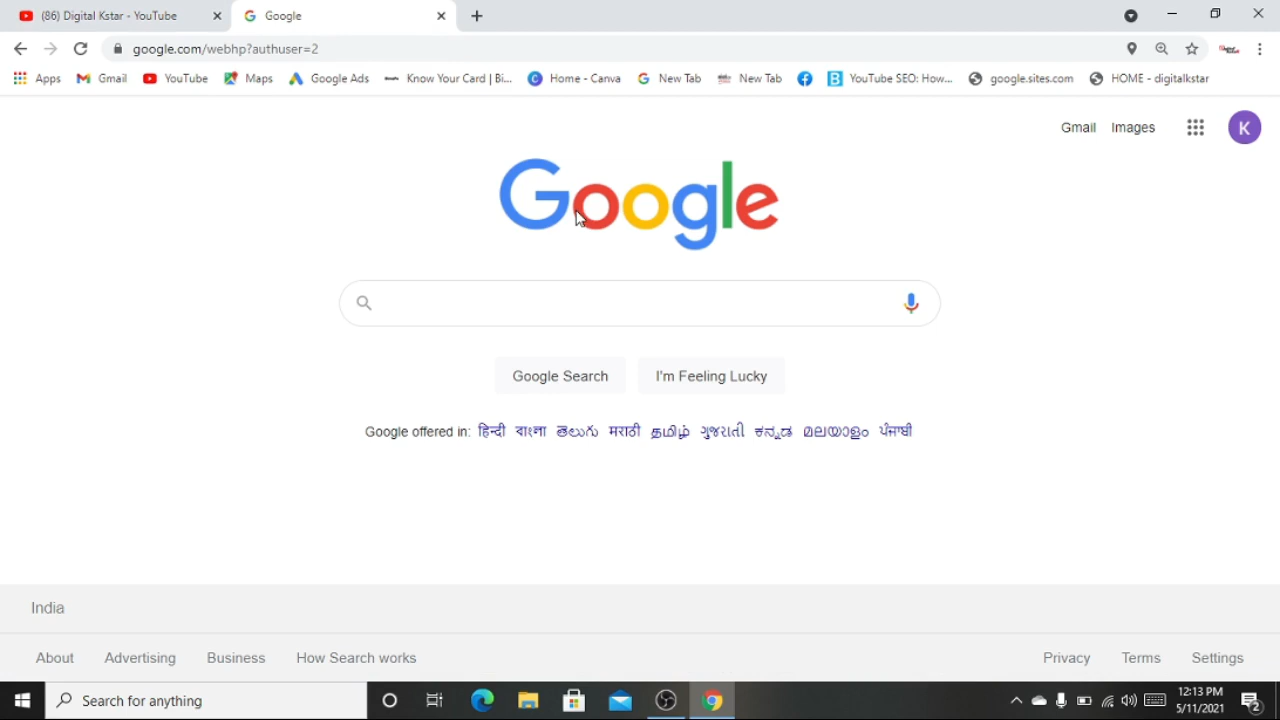 (86) Digital Kstar - YouTube
Google
google.com/webhp?authuser=2
Apps Gmail YouTube Maps Google Ads Know Your Card | Bi... Home - Canva New Tab New Tab YouTube SEO: How... google.sites.com HOME - digitalkstar
Gmail Images K
Google
Google Search I'm Feeling Lucky
Google offered in: हिन्दी বাংলা తెలుగు मराठी தமிழ் ગુજરાતી ಕನ್ನಡ മലയാളം ਪੰਜਾਬੀ
India
About Advertising Business How Search works Privacy Terms Settings
Search for anything
12:13 PM
5/11/2021
2